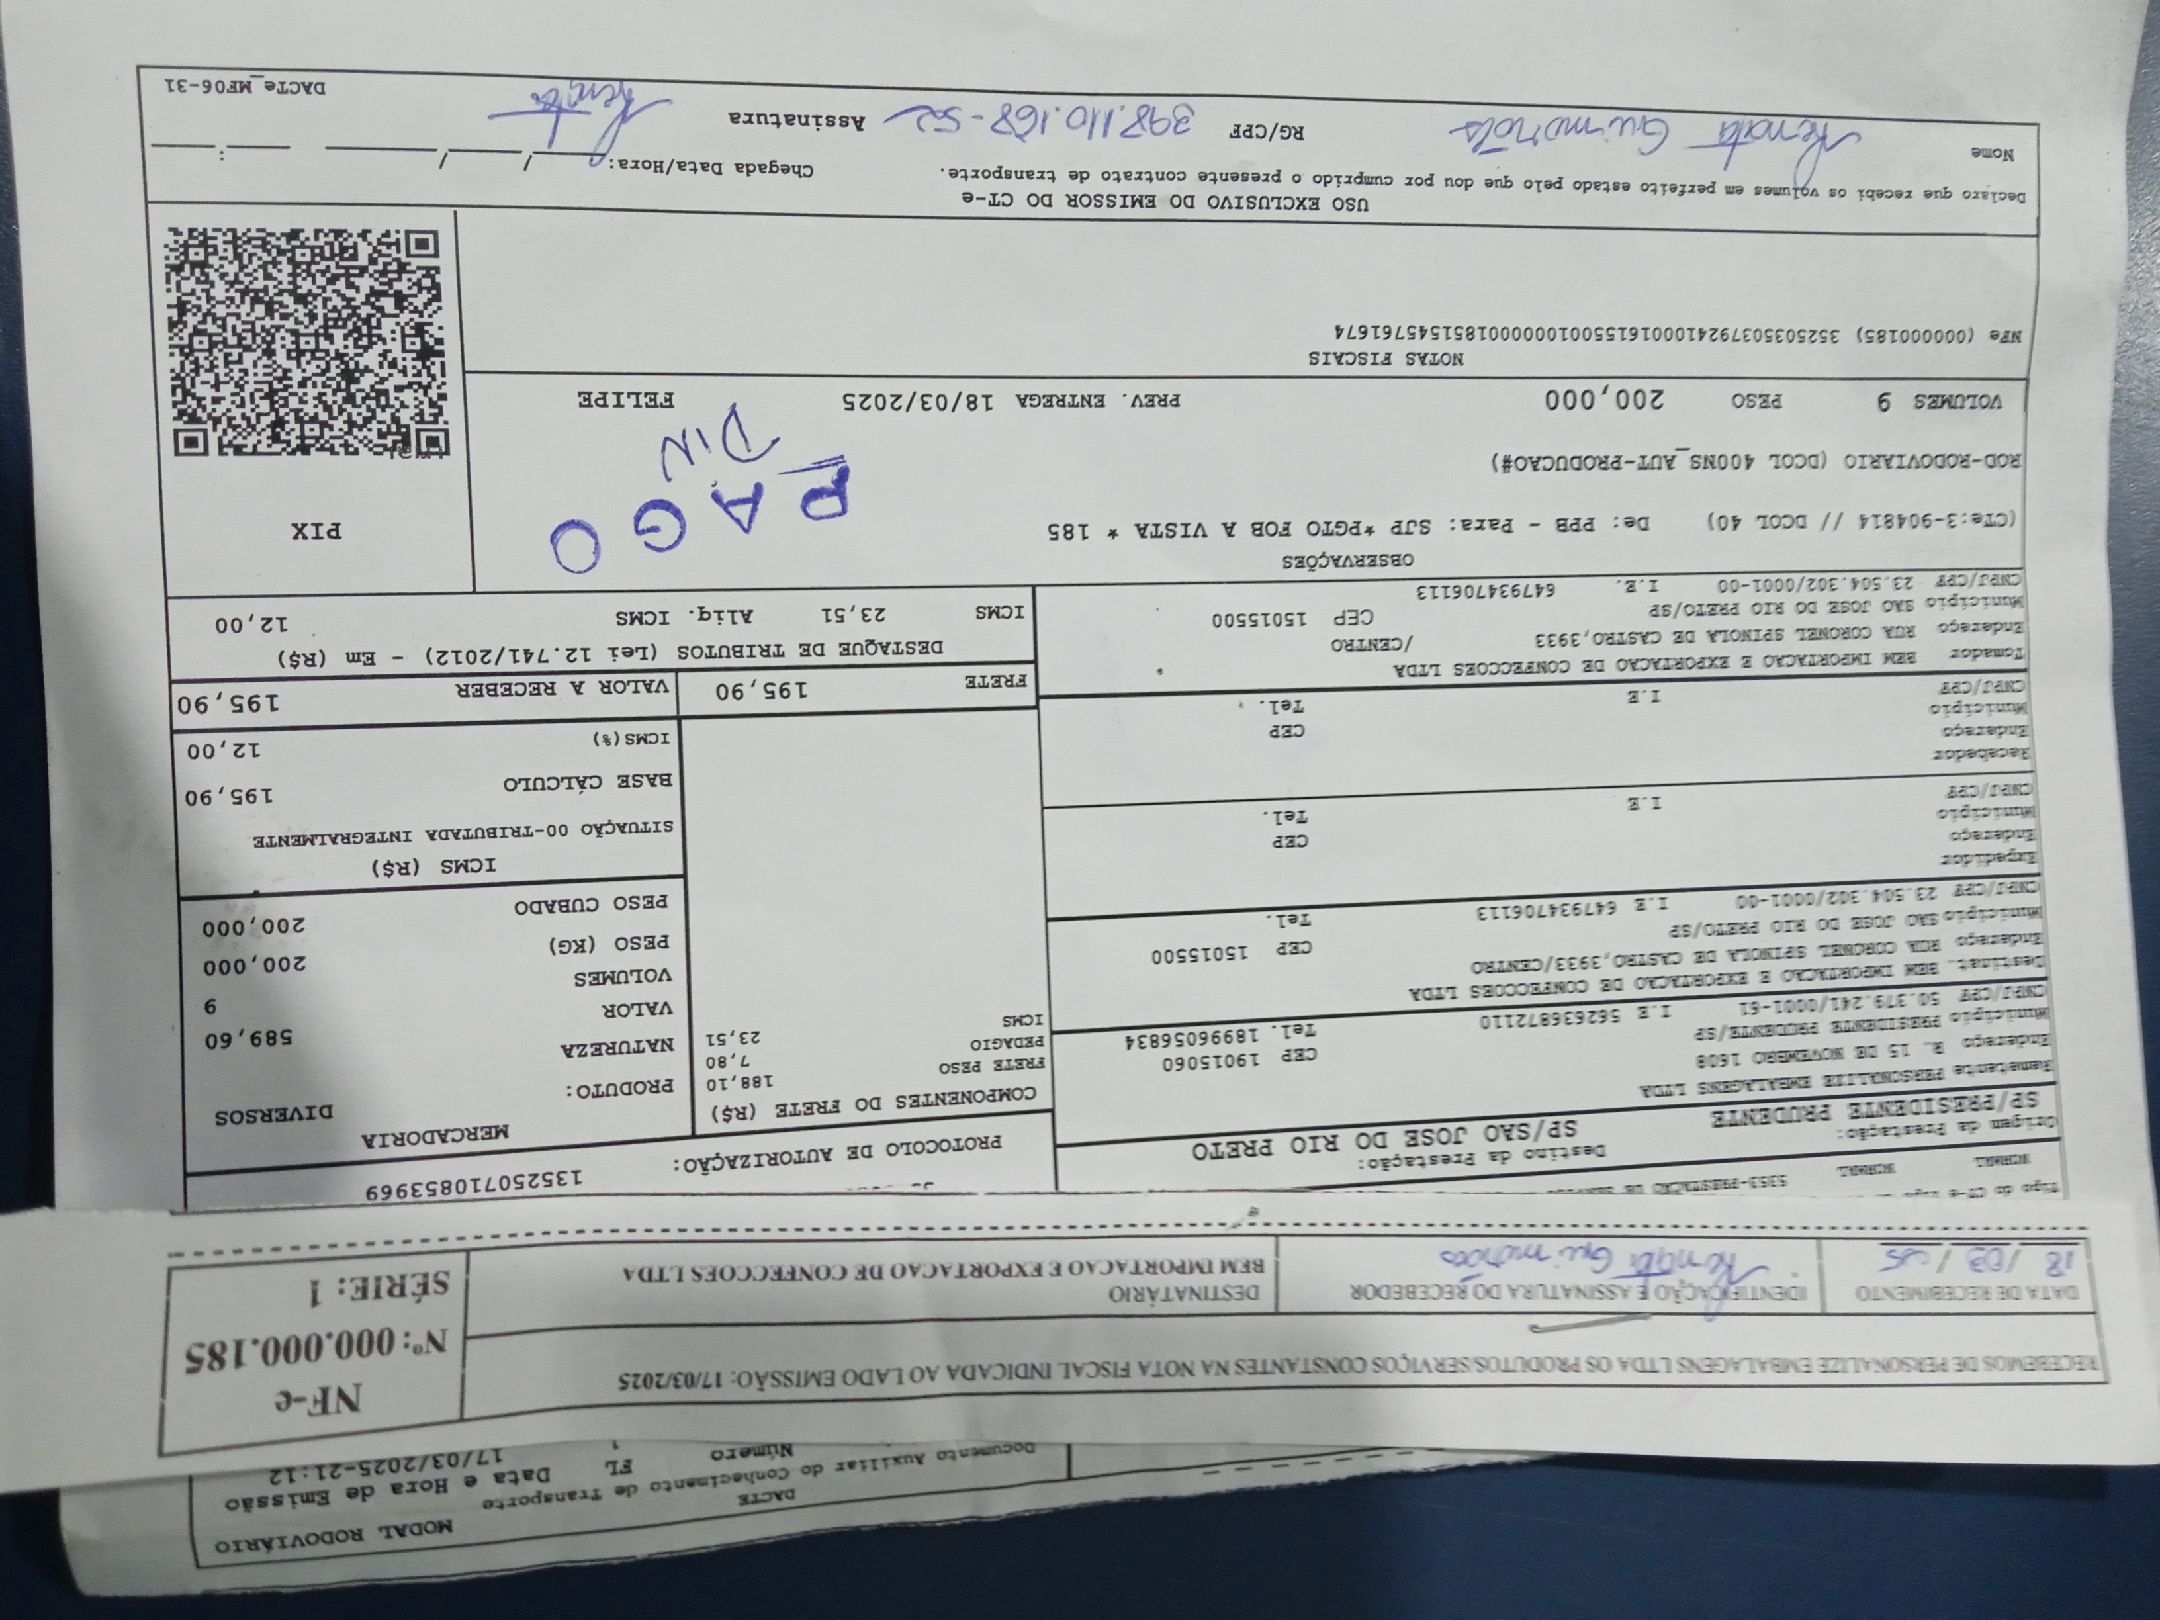 MODAL RODOVIÁRIO
DACTE
Documento Auxiliar do Conhecimento de Transporte
Número FL Data e Hora de Emissão
1 17/03/2025-21:12
RECEBEMOS DE PERSONALIZE EMBALAGENS LTDA OS PRODUTOS/SERVIÇOS CONSTANTES NA NOTA FISCAL INDICADA AO LADO EMISSÃO: 17/03/2025
NF-e
Nº: 000.000.185
SÉRIE: 1
DATA DE RECEBIMENTO
18 / 03 / 25
IDENTIFICAÇÃO E ASSINATURA DO RECEBEDOR
Renata Guimarães
DESTINATÁRIO
BEM IMPORTACAO E EXPORTACAO DE CONFECCOES LTDA
Tipo do CT-e
NORMAL NORMAL 5353-PRESTAÇÃO DE
Origem da Prestação:
SP/PRESIDENTE PRUDENTE
Destino da Prestação:
SP/SAO JOSE DO RIO PRETO
PROTOCOLO DE AUTORIZAÇÃO: 135250710853969
Remetente PERSONALIZE EMBALAGENS LTDA
Endereço R. 15 DE NOVEMBRO 1608
Município PRESIDENTE PRUDENTE/SP CEP 19015060
CNPJ/CPF 50.379.241/0001-61 I.E 562636872110 Tel. 18996056834
Destinat. BEM IMPORTACAO E EXPORTACAO DE CONFECCOES LTDA
Endereço RUA CORONEL SPINOLA DE CASTRO,3933/CENTRO
Município SAO JOSE DO RIO PRETO/SP CEP 15015500
CNPJ/CPF 23.504.302/0001-00 I.E 647934706113 Tel.
Expedidor
Endereço
Município CEP
CNPJ/CPF I.E Tel.
Recebedor
Endereço
Município CEP
CNPJ/CPF I.E Tel.
Tomador BEM IMPORTACAO E EXPORTACAO DE CONFECCOES LTDA
Endereço RUA CORONEL SPINOLA DE CASTRO,3933 /CENTRO
Município SAO JOSE DO RIO PRETO/SP CEP 15015500
CNPJ/CPF 23.504.302/0001-00 I.E. 647934706113
COMPONENTES DO FRETE (R$)
FRETE PESO 188,10
PEDAGIO 7,80
ICMS 23,51
MERCADORIA
PRODUTO: DIVERSOS
NATUREZA
VALOR 589,60
VOLUMES 9
PESO (KG) 200,000
PESO CUBADO 200,000
ICMS (R$)
SITUAÇÃO 00-TRIBUTADA INTEGRALMENTE
BASE CÁLCULO 195,90
ICMS(%) 12,00
FRETE 195,90
VALOR A RECEBER 195,90
DESTAQUE DE TRIBUTOS (Lei 12.741/2012) - Em (R$)
ICMS 23,51 Aliq. ICMS 12,00
OBSERVAÇÕES
(CTe:3-904814 // DCOL 40) De: PPB - Para: SJP *PGTO FOB A VISTA * 185
ROD-RODOVIARIO (DCOL 400NS_AUT-PRODUCAO#)
PAGO
DIN
PIX
VOLUMES 9 PESO 200,000 PREV. ENTREGA 18/03/2025 FELIPE
NOTAS FISCAIS
NFe (000000185) 35250350379241000161550010000001851545761674
USO EXCLUSIVO DO EMISSOR DO CT-e
Declaro que recebi os volumes em perfeito estado pelo que dou por cumprido o presente contrato de transporte. Chegada Data/Hora: / / :
Nome Renata Guimarães RG/CPF 398.110.168-52 Assinatura Renata
DACTe_MF06-31